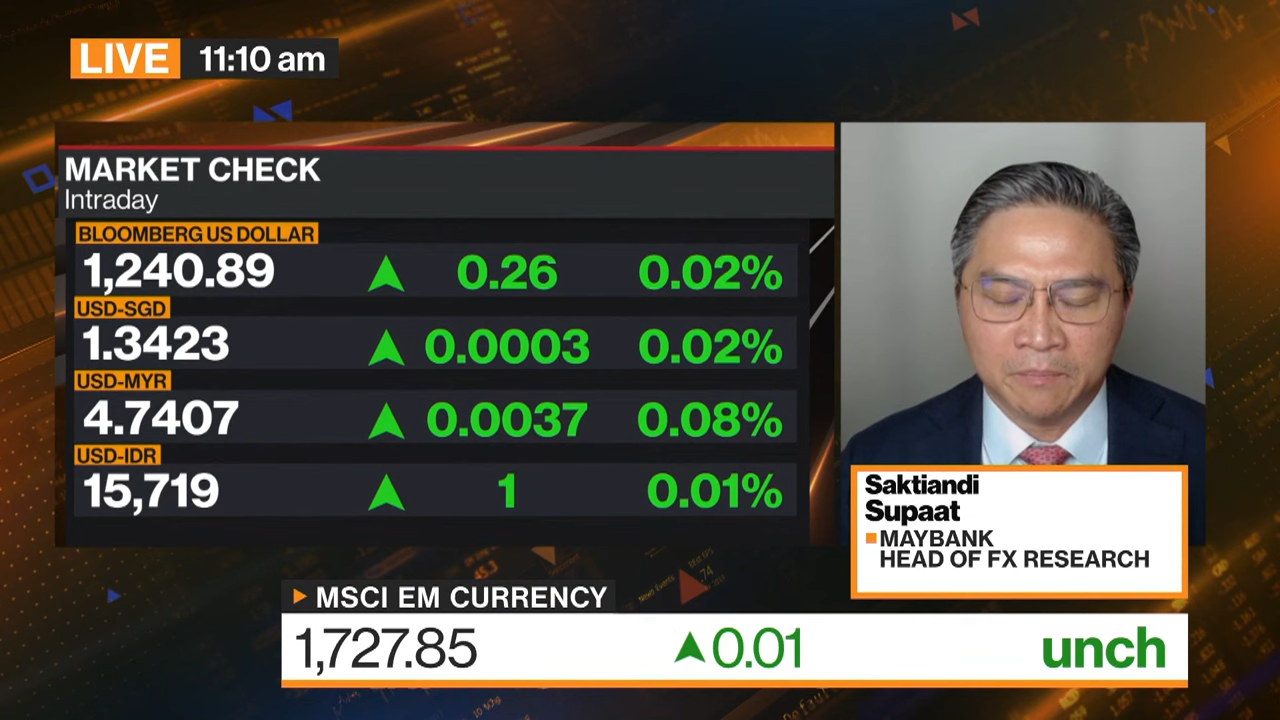 LIVE 11:10 am
MARKET CHECK
Intraday
BLOOMBERG US DOLLAR
1,240.89 ▲ 0.26 0.02%
USD-SGD
1.3423 ▲ 0.0003 0.02%
USD-MYR
4.7407 ▲ 0.0037 0.08%
USD-IDR
15,719 ▲ 1 0.01%
Saktiandi
Supaat
MAYBANK
HEAD OF FX RESEARCH
MSCI EM CURRENCY
1,727.85 ▲0.01 unch